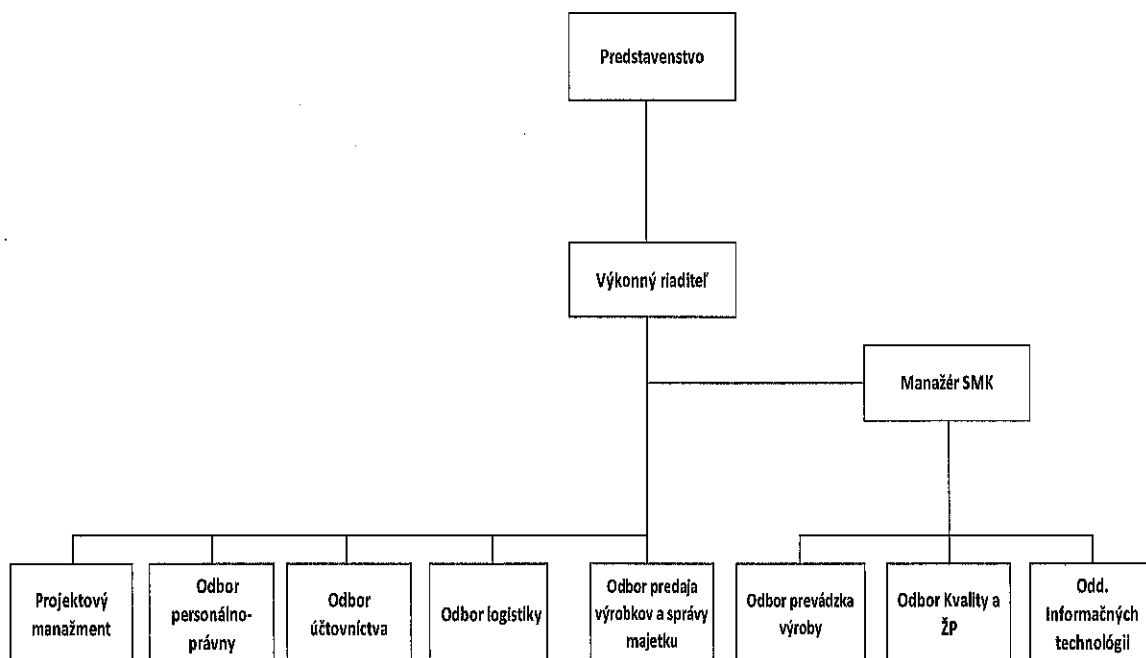 Predstavenstvo
Výkonný riaditeľ
Manažér SMK
Projektový
manažment
Odbor
personálno-
právny
Odbor
účtovníctva
Odbor logistiky
Odbor predaja
výrobkov a správy
majetku
Odbor prevádzka
výroby
Odbor Kvality a
ŽP
Odd.
Informačných
technológii